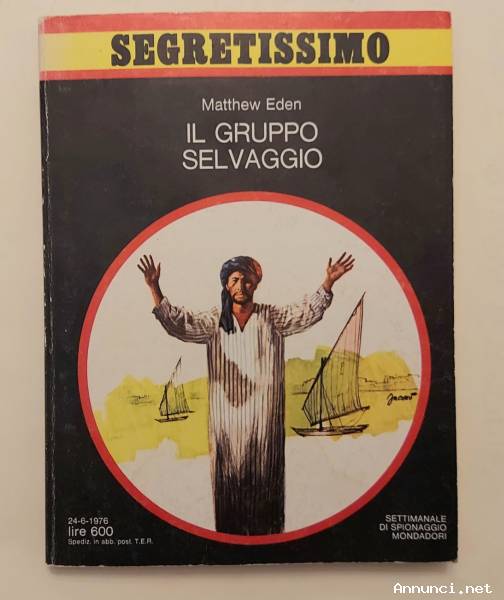 SEGRETISSIMO
Matthew Eden
IL GRUPPO
SELVAGGIO
24-6-1976
lire 600
Spediz. in abb. post. T.E.R.
SETTIMANALE
DI SPIONAGGIO
MONDADORI
Annunci.net